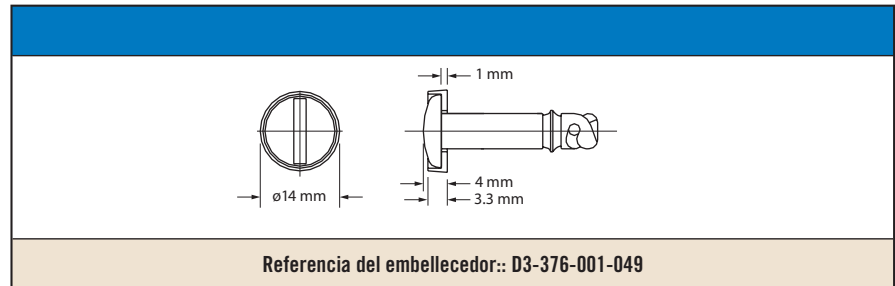 1 mm
ø14 mm
4 mm
3.3 mm
Referencia del embellecedor:: D3-376-001-049